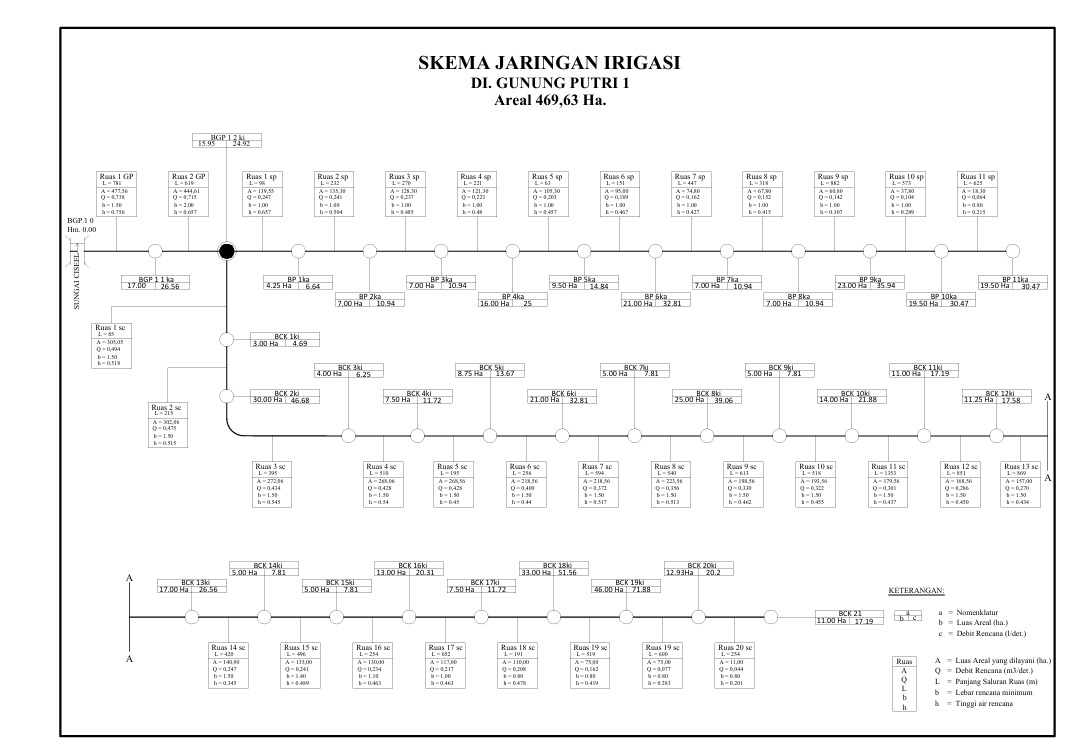 SKEMA JARINGAN IRIGASI
DI. GUNUNG PUTRI 1
Areal 469,63 Ha.
BGP 1 2 ki
15.95 24.92
Ruas 1 GP
L = 781
A = 477,56
Q = 0,738
b = 1.50
h = 0.756
Ruas 2 GP
L = 619
A = 444,61
Q = 0,715
b = 2.00
h = 0.657
Ruas 1 sp
L = 98
A = 139,55
Q = 0,247
b = 1.00
h = 0.657
Ruas 2 sp
L = 232
A = 135,30
Q = 0,241
b = 1.00
h = 0.504
Ruas 3 sp
L = 270
A = 128,30
Q = 0,237
b = 1.00
h = 0.485
Ruas 4 sp
L = 221
A = 121,30
Q = 0,223
b = 1.00
h = 0.48
Ruas 5 sp
L = 63
A = 105,30
Q = 0,203
b = 1.00
h = 0.457
Ruas 6 sp
L = 151
A = 95,00
Q = 0,189
b = 1.00
h = 0.467
Ruas 7 sp
L = 447
A = 74,80
Q = 0,162
b = 1.00
h = 0.427
Ruas 8 sp
L = 318
A = 67,80
Q = 0,152
b = 1.00
h = 0.415
Ruas 9 sp
L = 882
A = 60,80
Q = 0,142
b = 1.00
h = 0.307
Ruas 10 sp
L = 573
A = 37,80
Q = 0,104
b = 1.00
h = 0.289
Ruas 11 sp
L = 625
A = 18,30
Q = 0,064
b = 0.80
h = 0.215
BGP.1 0
Hm. 0.00
SUNGAI CISEEL
BGP 1 1 ka
17.00 26.56
BP 1ka
4.25 Ha 6.64
BP 2ka
7.00 Ha 10.94
BP 3ka
7.00 Ha 10.94
BP 4ka
16.00 Ha 25
BP 5ka
9.50 Ha 14.84
BP 6ka
21.00 Ha 32.81
BP 7ka
7.00 Ha 10.94
BP 8ka
7.00 Ha 10.94
BP 9ka
23.00 Ha 35.94
BP 10ka
19.50 Ha 30.47
BP 11ka
19.50 Ha 30.47
Ruas 1 sc
L = 85
A = 305,05
Q = 0,494
b = 1.50
h = 0.518
Ruas 2 sc
L = 215
A = 302,06
Q = 0,475
b = 1.50
h = 0.515
BCK 1ki
3.00 Ha 4.69
BCK 2ki
30.00 Ha 46.68
BCK 3ki
4.00 Ha 6.25
BCK 4ki
7.50 Ha 11.72
BCK 5ki
8.75 Ha 13.67
BCK 6ki
21.00 Ha 32.81
BCK 7ki
5.00 Ha 7.81
BCK 8ki
25.00 Ha 39.06
BCK 9ki
5.00 Ha 7.81
BCK 10ki
14.00 Ha 21.88
BCK 11ki
11.00 Ha 17.19
BCK 12ki
11.25 Ha 17.58
A
A
Ruas 3 sc
L = 395
A = 272,06
Q = 0,434
b = 1.50
h = 0.545
Ruas 4 sc
L = 510
A = 268,06
Q = 0,428
b = 1.50
h = 0.54
Ruas 5 sc
L = 195
A = 268,56
Q = 0,428
b = 1.50
h = 0.45
Ruas 6 sc
L = 256
A = 218,56
Q = 0,400
b = 1.50
h = 0.44
Ruas 7 sc
L = 594
A = 218,56
Q = 0,372
b = 1.50
h = 0.517
Ruas 8 sc
L = 540
A = 223,56
Q = 0,356
b = 1.50
h = 0.513
Ruas 9 sc
L = 613
A = 198,56
Q = 0,330
b = 1.50
h = 0.462
Ruas 10 sc
L = 518
A = 193,56
Q = 0,322
b = 1.50
h = 0.455
Ruas 11 sc
L = 1353
A = 179,56
Q = 0,301
b = 1.50
h = 0.437
Ruas 12 sc
L = 851
A = 168,56
Q = 0,286
b = 1.50
h = 0.450
Ruas 13 sc
L = 869
A = 157,00
Q = 0,270
b = 1.50
h = 0.434
A
A
BCK 13ki
17.00 Ha 26.56
BCK 14ki
5.00 Ha 7.81
BCK 15ki
5.00 Ha 7.81
BCK 16ki
13.00 Ha 20.31
BCK 17ki
7.50 Ha 11.72
BCK 18ki
33.00 Ha 51.56
BCK 19ki
46.00 Ha 71.88
BCK 20ki
12.93Ha 20.2
BCK 21
11.00 Ha 17.19
Ruas 14 sc
L = 420
A = 140,90
Q = 0,247
b = 1.50
h = 0.345
Ruas 15 sc
L = 496
A = 135,00
Q = 0,241
b = 1.40
h = 0.489
Ruas 16 sc
L = 254
A = 130,00
Q = 0,234
b = 1.10
h = 0.463
Ruas 17 sc
L = 652
A = 117,00
Q = 0,217
b = 1.00
h = 0.463
Ruas 18 sc
L = 191
A = 110,00
Q = 0,208
b = 0.80
h = 0.478
Ruas 19 sc
L = 519
A = 75,00
Q = 0,162
b = 0.80
h = 0.419
Ruas 19 sc
L = 600
A = 75,00
Q = 0,077
b = 0.80
h = 0.283
Ruas 20 sc
L = 254
A = 11,00
Q = 0,044
b = 0.80
h = 0.201
KETERANGAN:
a
b c
a = Nomenklatur
b = Luas Areal (ha.)
c = Debit Rencana (l/det.)
Ruas
A
Q
L
b
h
A = Luas Areal yang dilayani (ha.)
Q = Debit Rencana (m3/det.)
L = Panjang Saluran Ruas (m)
b = Lebar rencana minimum
h = Tinggi air rencana